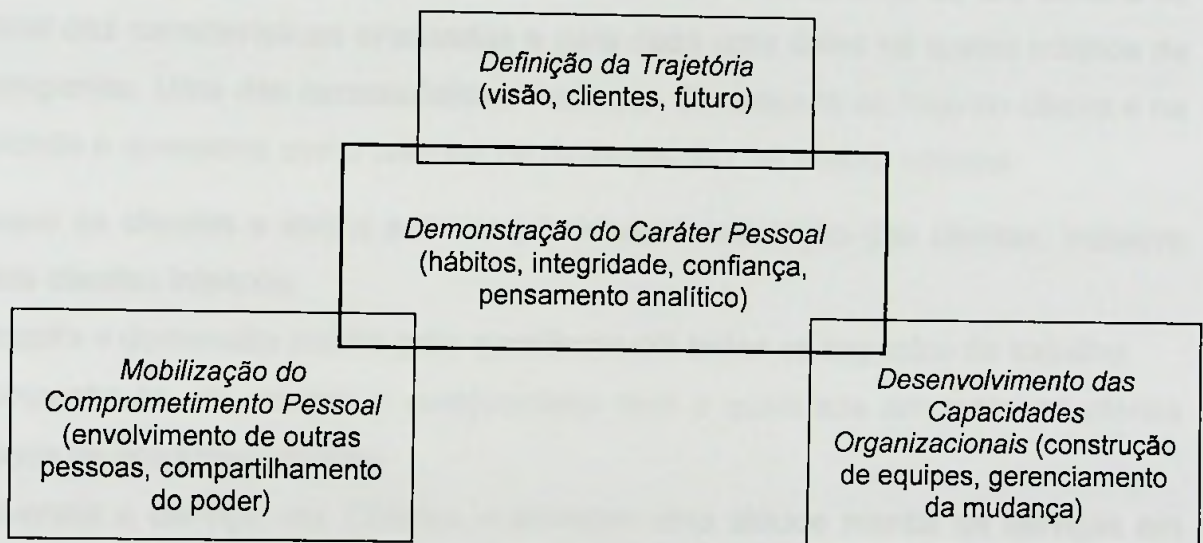 Definição da Trajetória
(visão, clientes, futuro)
Demonstração do Caráter Pessoal
(hábitos, integridade, confiança,
pensamento analítico)
Mobilização do
Comprometimento Pessoal
(envolvimento de outras
pessoas, compartilhamento
do poder)
Desenvolvimento das
Capacidades
Organizacionais (construção
de equipes, gerenciamento
da mudança)